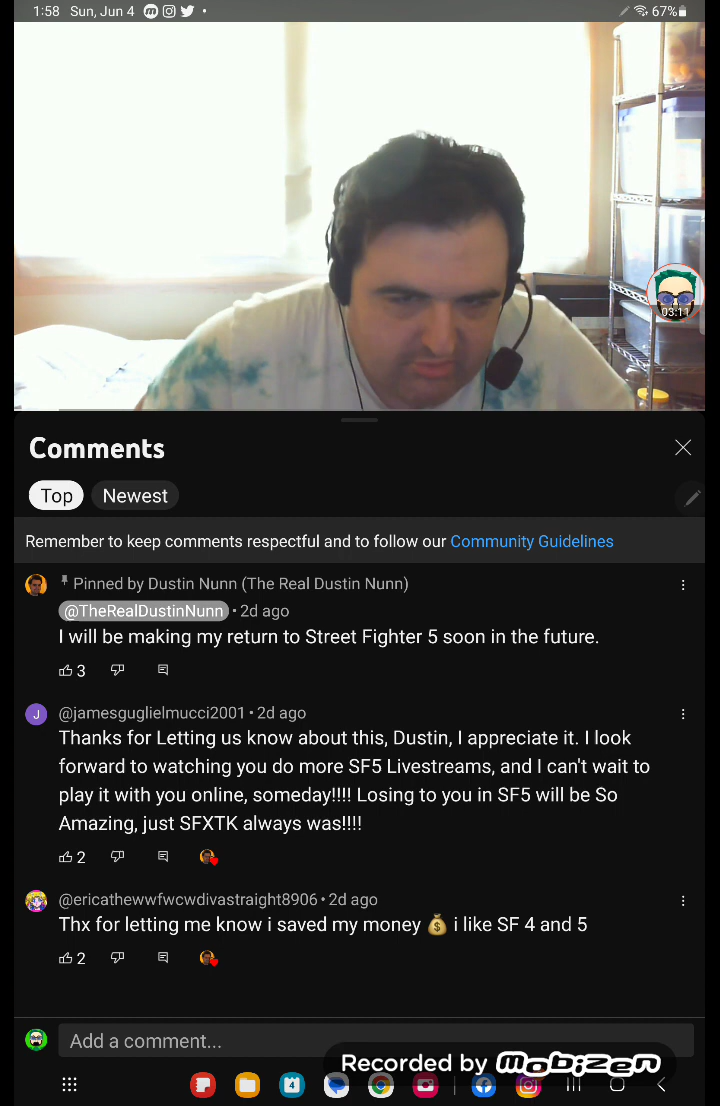 1:58 Sun, Jun 4 67%
03:11
Comments
Top Newest
Remember to keep comments respectful and to follow our Community Guidelines
Pinned by Dustin Nunn (The Real Dustin Nunn)
@TheRealDustinNunn • 2d ago
I will be making my return to Street Fighter 5 soon in the future.
3
J @jamesguglielmucci2001 • 2d ago
Thanks for Letting us know about this, Dustin, I appreciate it. I look
forward to watching you do more SF5 Livestreams, and I can't wait to
play it with you online, someday!!!! Losing to you in SF5 will be So
Amazing, just SFXTK always was!!!!
2
@ericathewwfwcwdivastraight8906 • 2d ago
Thx for letting me know i saved my money 💰 i like SF 4 and 5
2
Add a comment...
Recorded by Mobizen
4